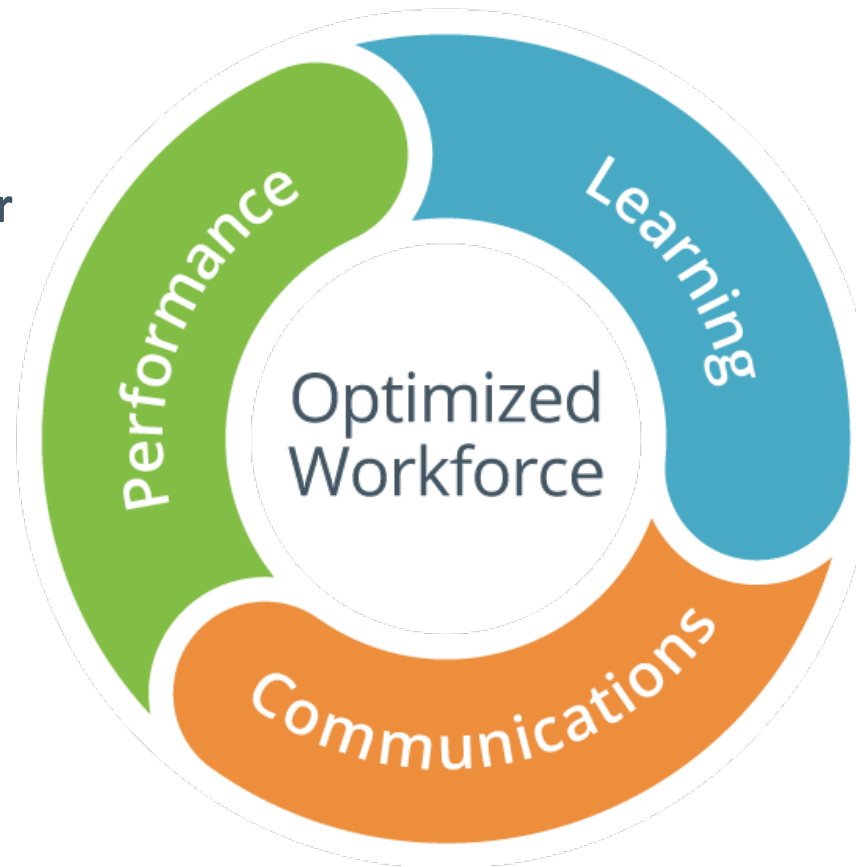 r
Performance
Learning
Optimized
Workforce
Communications